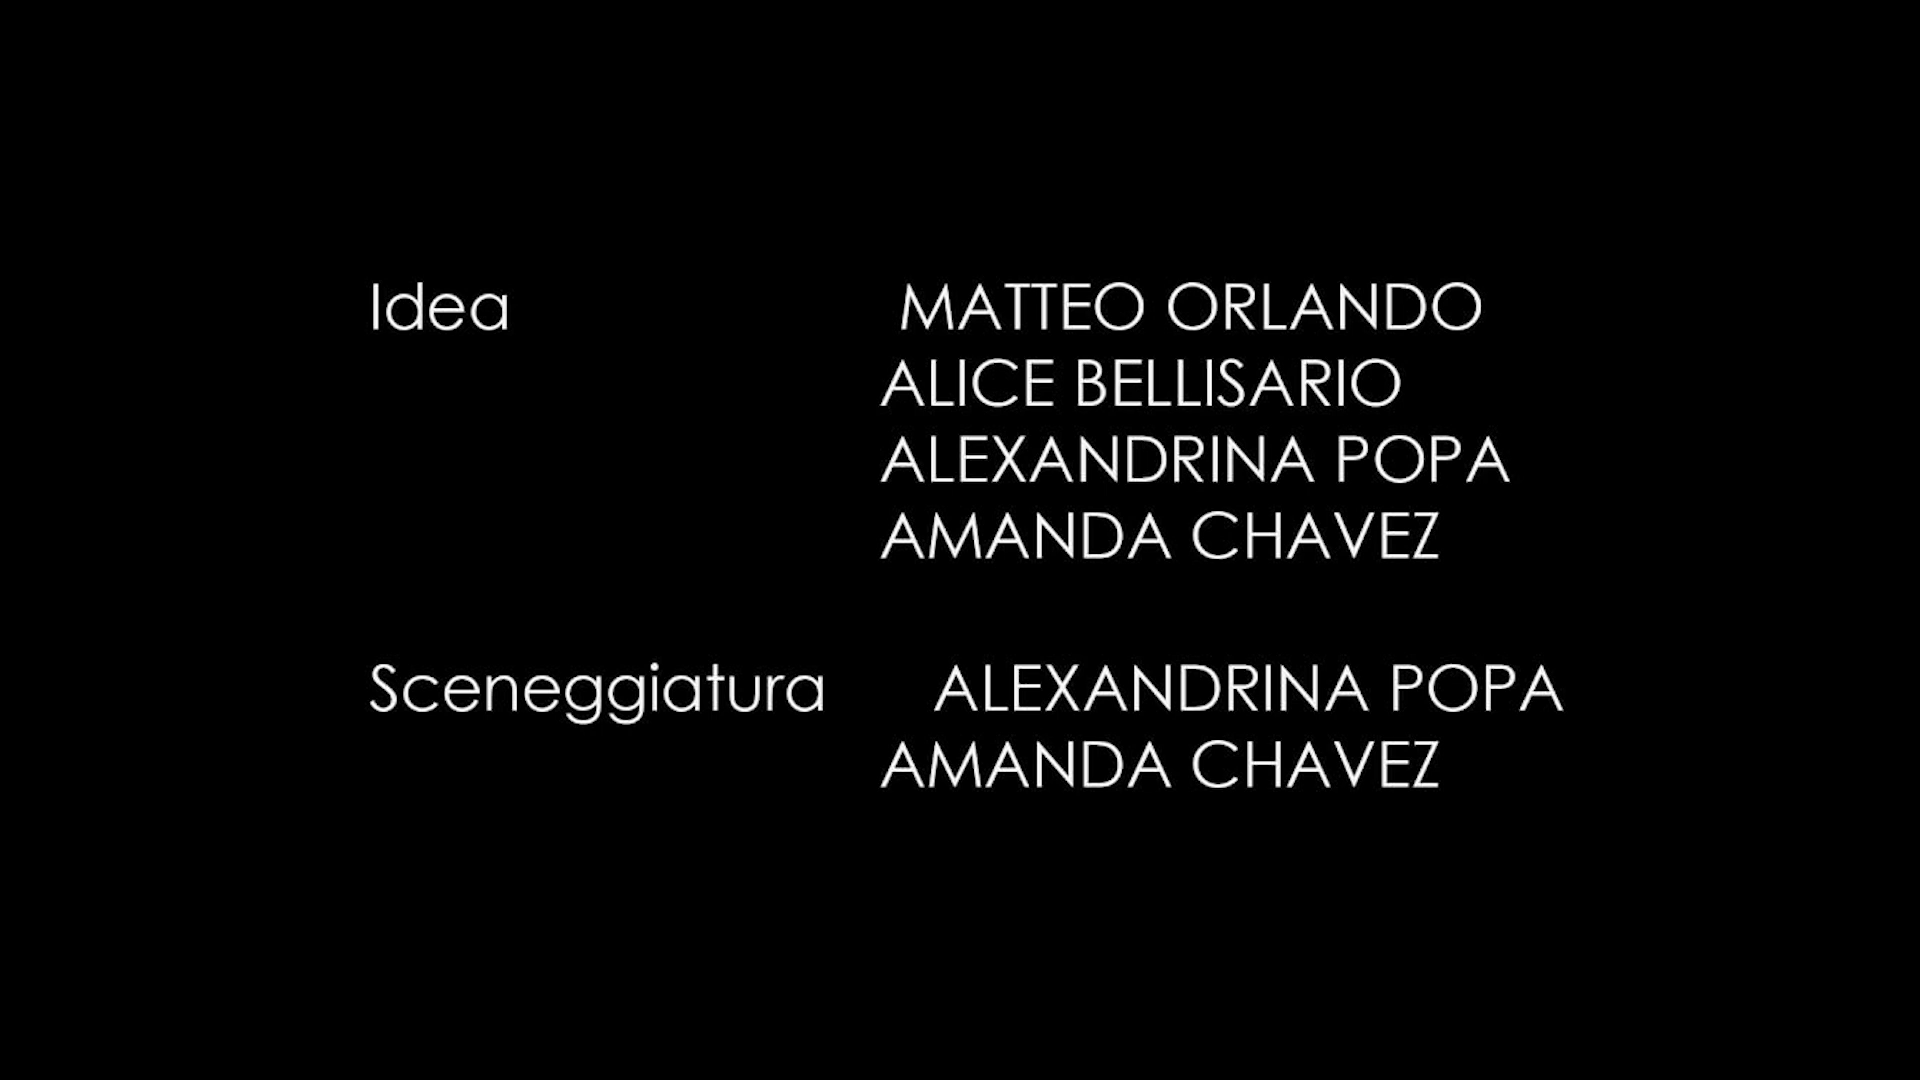 Idea MATTEO ORLANDO
ALICE BELLISARIO
ALEXANDRINA POPA
AMANDA CHAVEZ
Sceneggiatura ALEXANDRINA POPA
AMANDA CHAVEZ